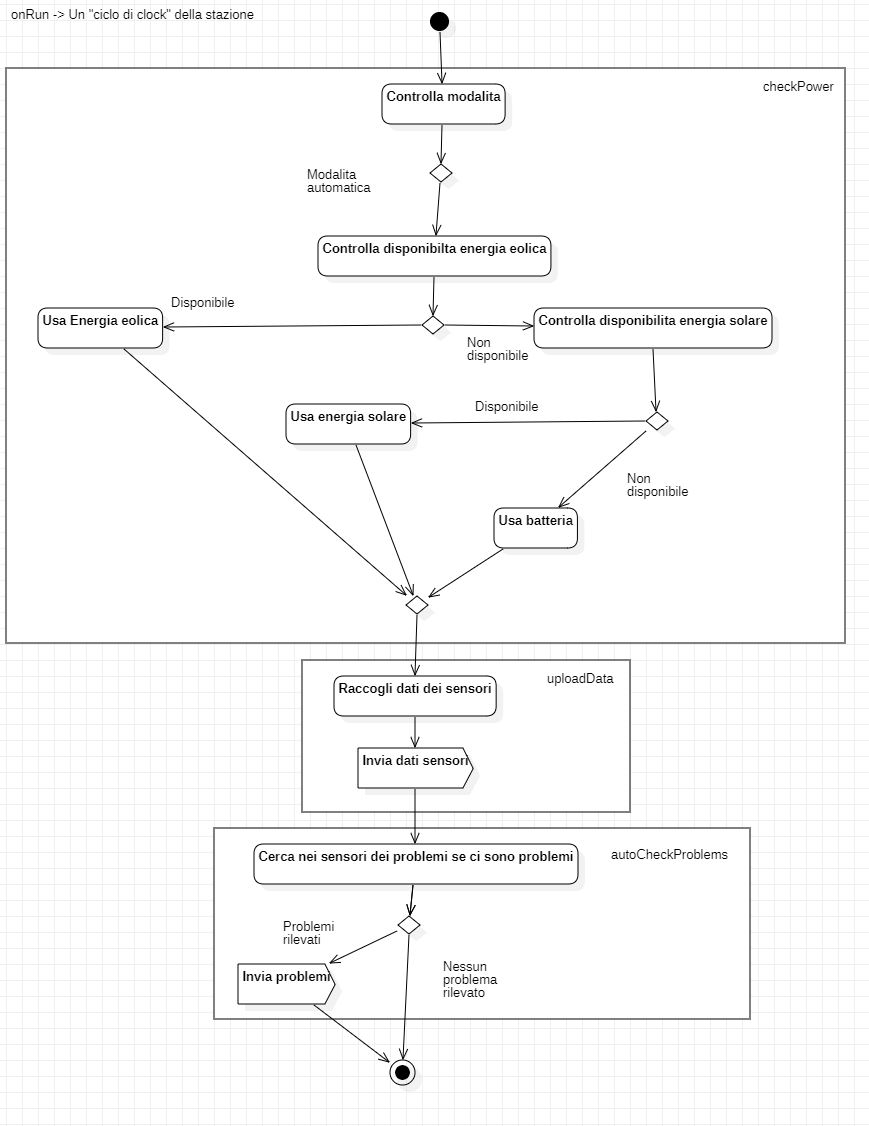 onRun -> Un "ciclo di clock" della stazione
checkPower
Controlla modalita
Modalita
automatica
Controlla disponibilta energia eolica
Disponibile
Usa Energia eolica
Controlla disponibilita energia solare
Non
disponibile
Disponibile
Usa energia solare
Non
disponibile
Usa batteria
uploadData
Raccogli dati dei sensori
Invia dati sensori
autoCheckProblems
Cerca nei sensori dei problemi se ci sono problemi
Problemi
rilevati
Nessun
problema
rilevato
Invia problemi